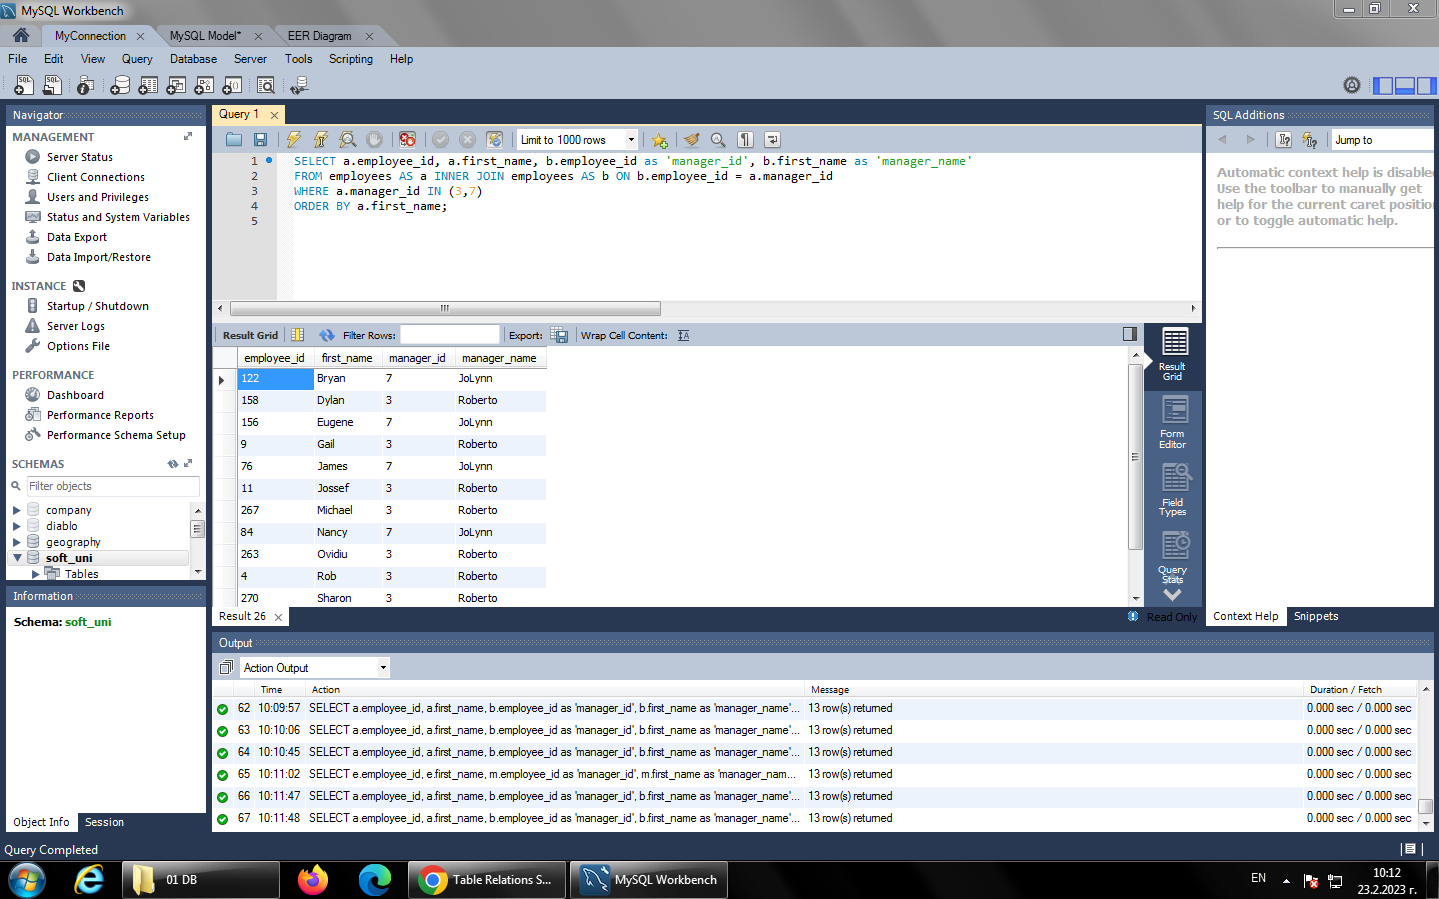 MySQL Workbench
MyConnection
MySQL Model*
EER Diagram
File Edit View Query Database Server Tools Scripting Help
Navigator
MANAGEMENT
Server Status
Client Connections
Users and Privileges
Status and System Variables
Data Export
Data Import/Restore
INSTANCE
Startup / Shutdown
Server Logs
Options File
PERFORMANCE
Dashboard
Performance Reports
Performance Schema Setup
SCHEMAS
Filter objects
company
diablo
geography
soft_uni
Tables
Information
Schema: soft_uni
Object Info Session
Query Completed
Query 1
Limit to 1000 rows
1 SELECT a.employee_id, a.first_name, b.employee_id as 'manager_id', b.first_name as 'manager_name'
2 FROM employees AS a INNER JOIN employees AS b ON b.employee_id = a.manager_id
3 WHERE a.manager_id IN (3,7)
4 ORDER BY a.first_name;
5
Result Grid Filter Rows: Export: Wrap Cell Content:
employee_id first_name manager_id manager_name
122 Bryan 7 JoLynn
158 Dylan 3 Roberto
156 Eugene 7 JoLynn
9 Gail 3 Roberto
76 James 7 JoLynn
11 Jossef 3 Roberto
267 Michael 3 Roberto
84 Nancy 7 JoLynn
263 Ovidiu 3 Roberto
4 Rob 3 Roberto
270 Sharon 3 Roberto
Result
Grid
Form
Editor
Field
Types
Query
Stats
Result 26
Read Only
SQL Additions
Jump to
Automatic context help is disabled.
Use the toolbar to manually get
help for the current caret position
or to toggle automatic help.
Context Help Snippets
Output
Action Output
Time Action Message Duration / Fetch
62 10:09:57 SELECT a.employee_id, a.first_name, b.employee_id as 'manager_id', b.first_name as 'manager_name'... 13 row(s) returned 0.000 sec / 0.000 sec
63 10:10:06 SELECT a.employee_id, a.first_name, b.employee_id as 'manager_id', b.first_name as 'manager_name'... 13 row(s) returned 0.000 sec / 0.000 sec
64 10:10:45 SELECT a.employee_id, a.first_name, b.employee_id as 'manager_id', b.first_name as 'manager_name'... 13 row(s) returned 0.000 sec / 0.000 sec
65 10:11:02 SELECT e.employee_id, e.first_name, m.employee_id as 'manager_id', m.first_name as 'manager_nam... 13 row(s) returned 0.000 sec / 0.000 sec
66 10:11:47 SELECT a.employee_id, a.first_name, b.employee_id as 'manager_id', b.first_name as 'manager_name'... 13 row(s) returned 0.000 sec / 0.000 sec
67 10:11:48 SELECT a.employee_id, a.first_name, b.employee_id as 'manager_id', b.first_name as 'manager_name'... 13 row(s) returned 0.000 sec / 0.000 sec
01 DB
Table Relations S...
MySQL Workbench
EN
10:12
23.2.2023 г.